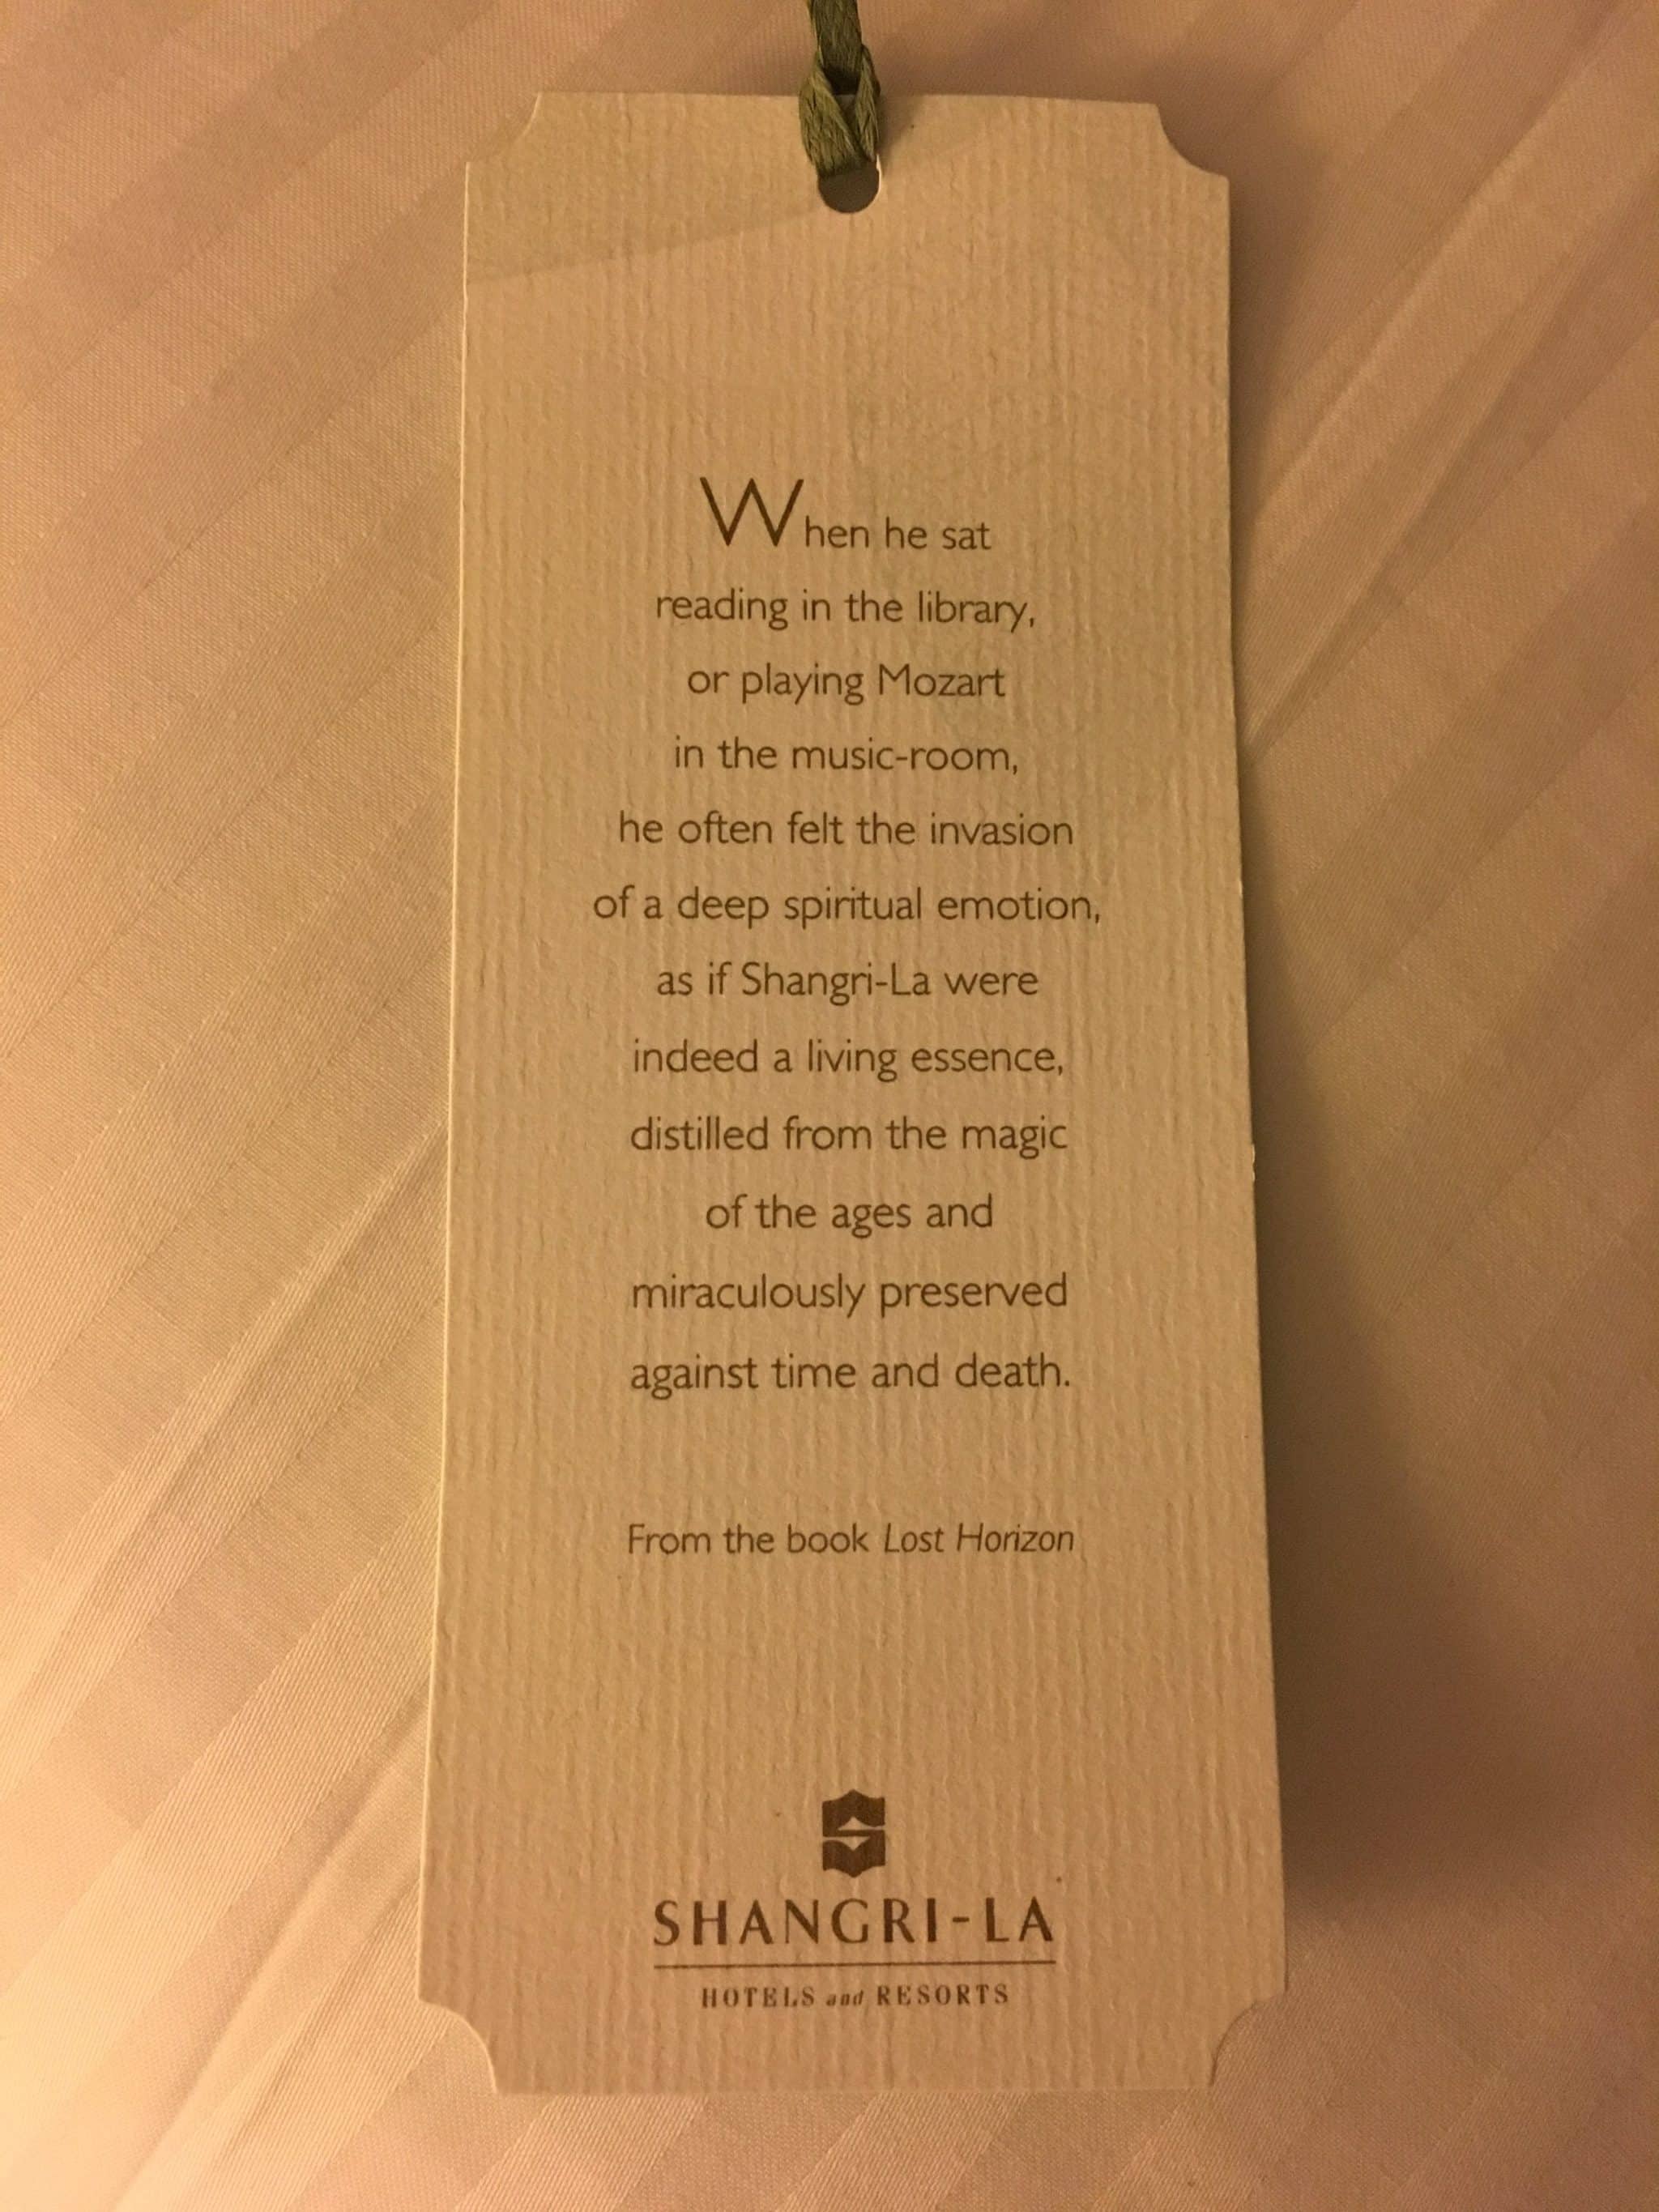 When he sat
reading in the library,
or playing Mozart
in the music-room,
he often felt the invasion
of a deep spiritual emotion,
as if Shangri-La were
indeed a living essence,
distilled from the magic
of the ages and
miraculously preserved
against time and death.
From the book Lost Horizon
SHANGRI-LA
HOTELS and RESORTS